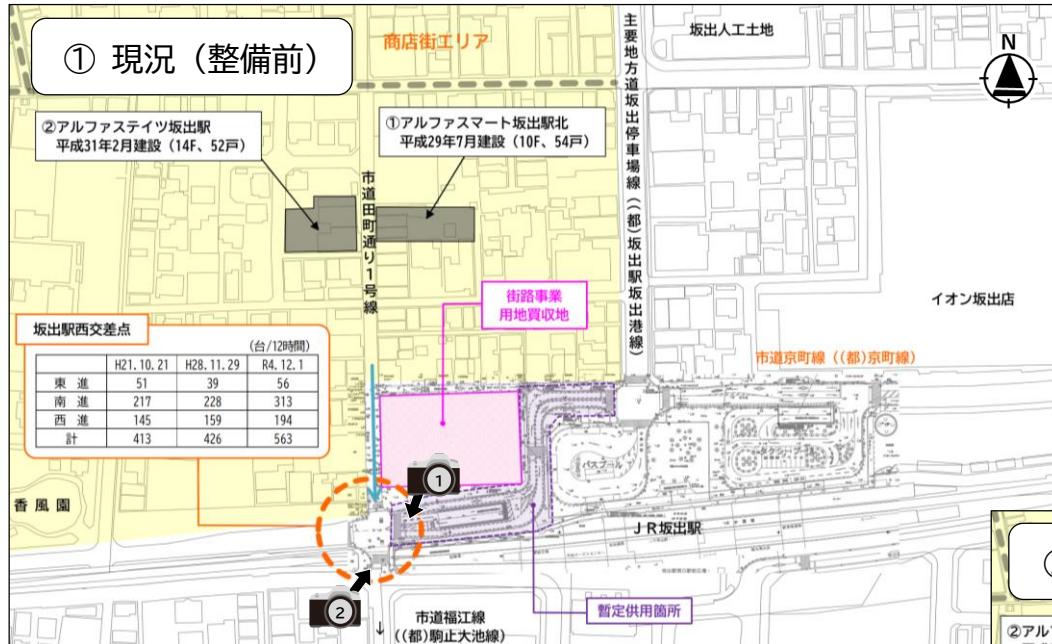 ① 現況（整備前）
商店街エリア
主要地方道坂出停車場線（(都)坂出駅坂出港線）
坂出人工土地
N
②アルファステイツ坂出駅
平成31年2月建設（14F、52戸）
①アルファスマート坂出駅北
平成29年7月建設（10F、54戸）
市道田町通り1号線
街路事業
用地買収地
イオン坂出店
坂出駅西交差点
(台/12時間)
H21.10.21 H28.11.29 R4.12.1
東 進 51 39 56
南 進 217 228 313
西 進 145 159 194
計 413 426 563
市道京町線（(都)京町線）
バスプール
香風園
①
JR坂出駅
②
市道福江線
（(都)駒止大池線）
暫定供用箇所
②アル